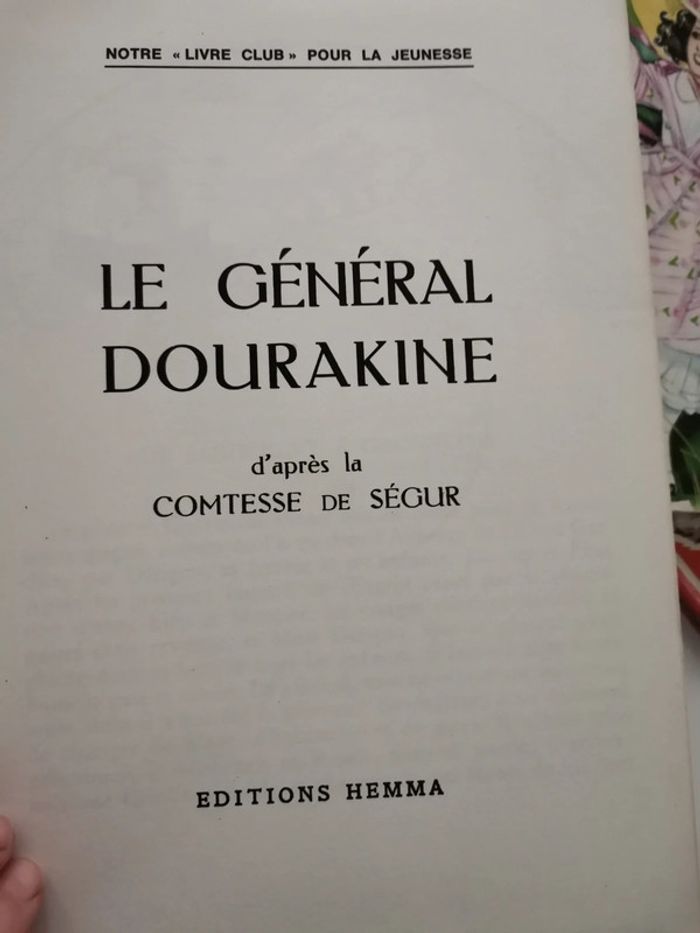 NOTRE « LIVRE CLUB » POUR LA JEUNESSE
LE GÉNÉRAL
DOURAKINE
d'après la
COMTESSE DE SÉGUR
EDITIONS HEMMA